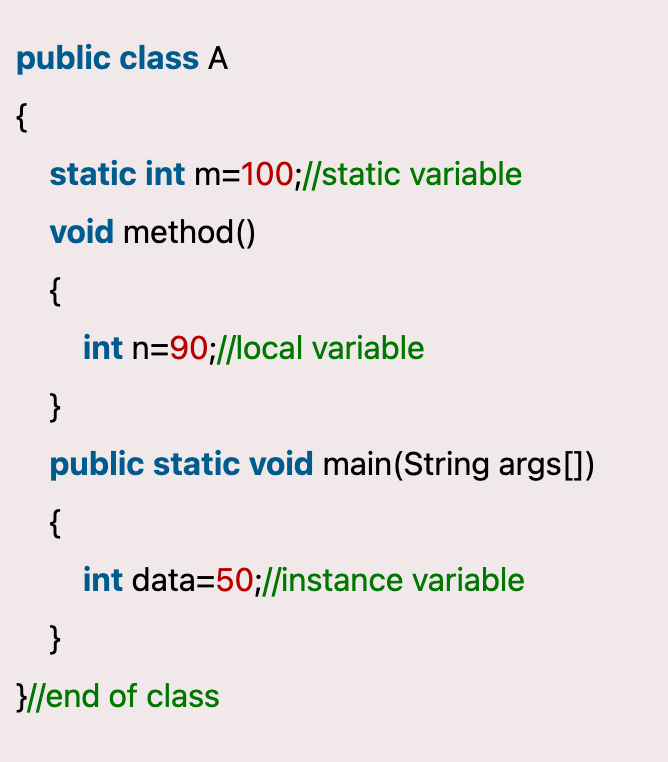 public class A
{
static int m=100;//static variable
void method()
{
int n=90;//local variable
}
public static void main(String args[])
{
int data=50;//instance variable
}
}//end of class